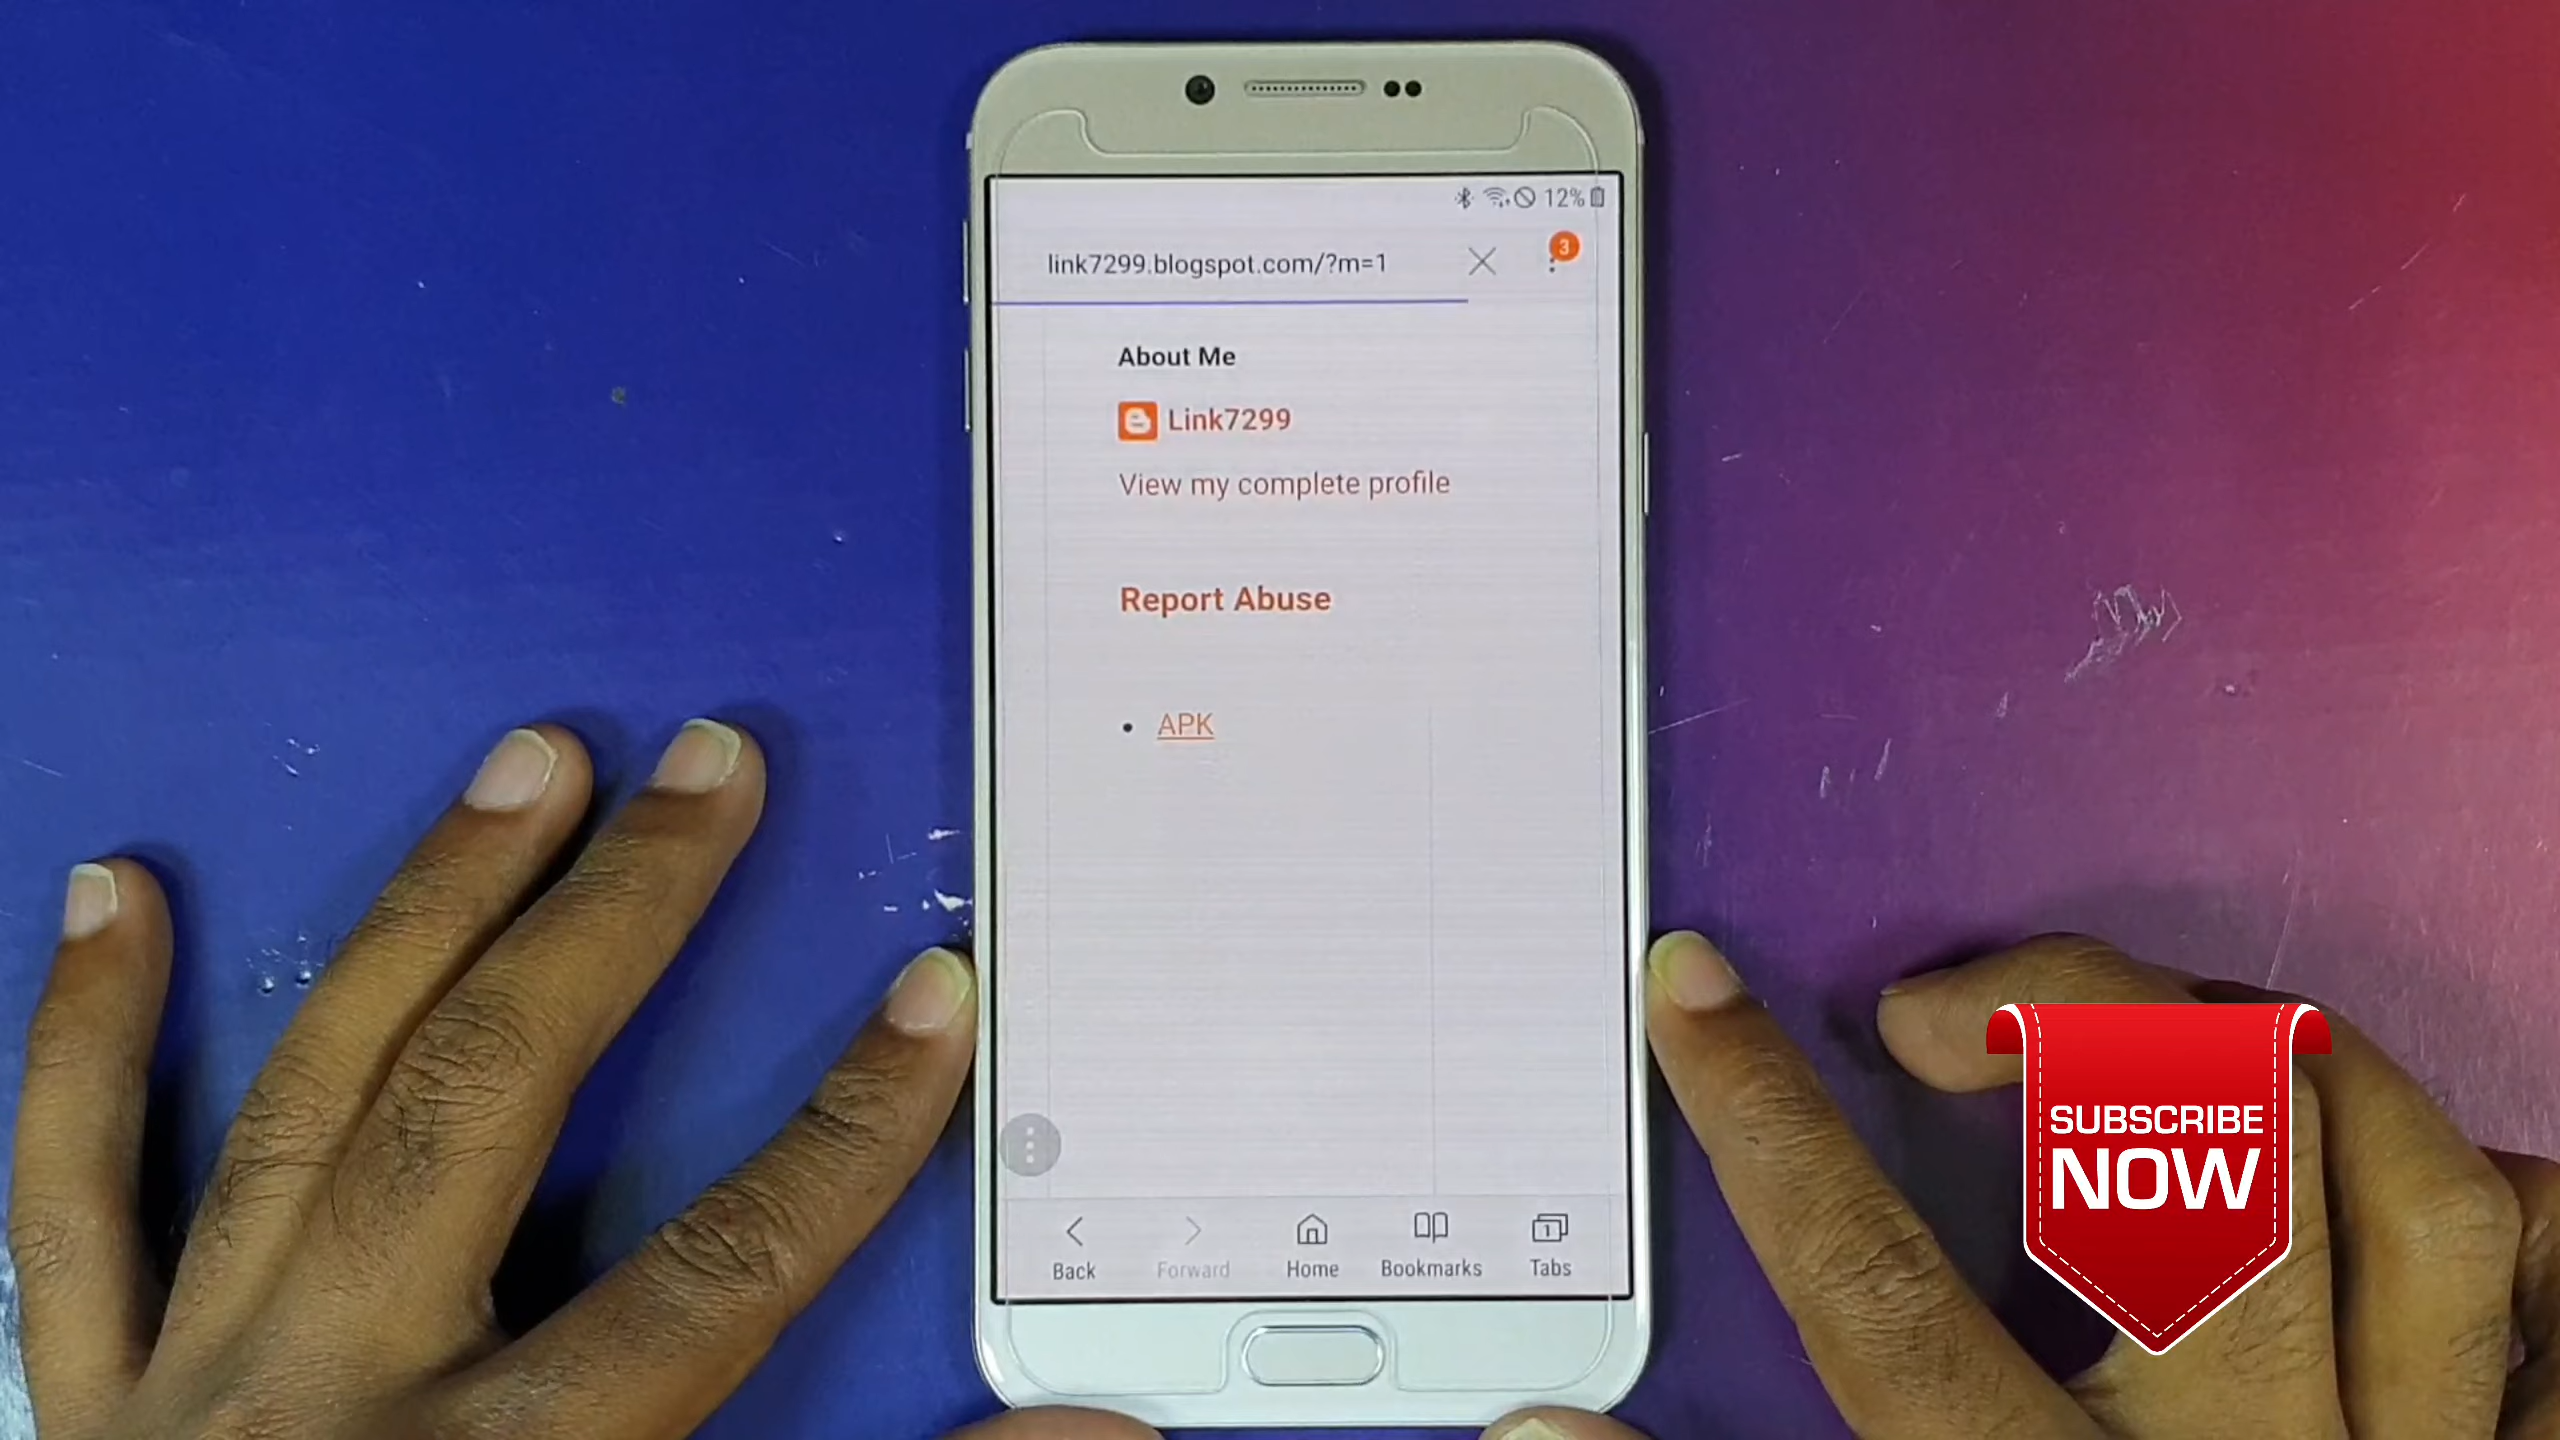 12%
link7299.blogspot.com/?m=1
3
About Me
Link7299
View my complete profile
Report Abuse
• APK
1
Back
Forward
Home
Bookmarks
Tabs
SUBSCRIBE
NOW